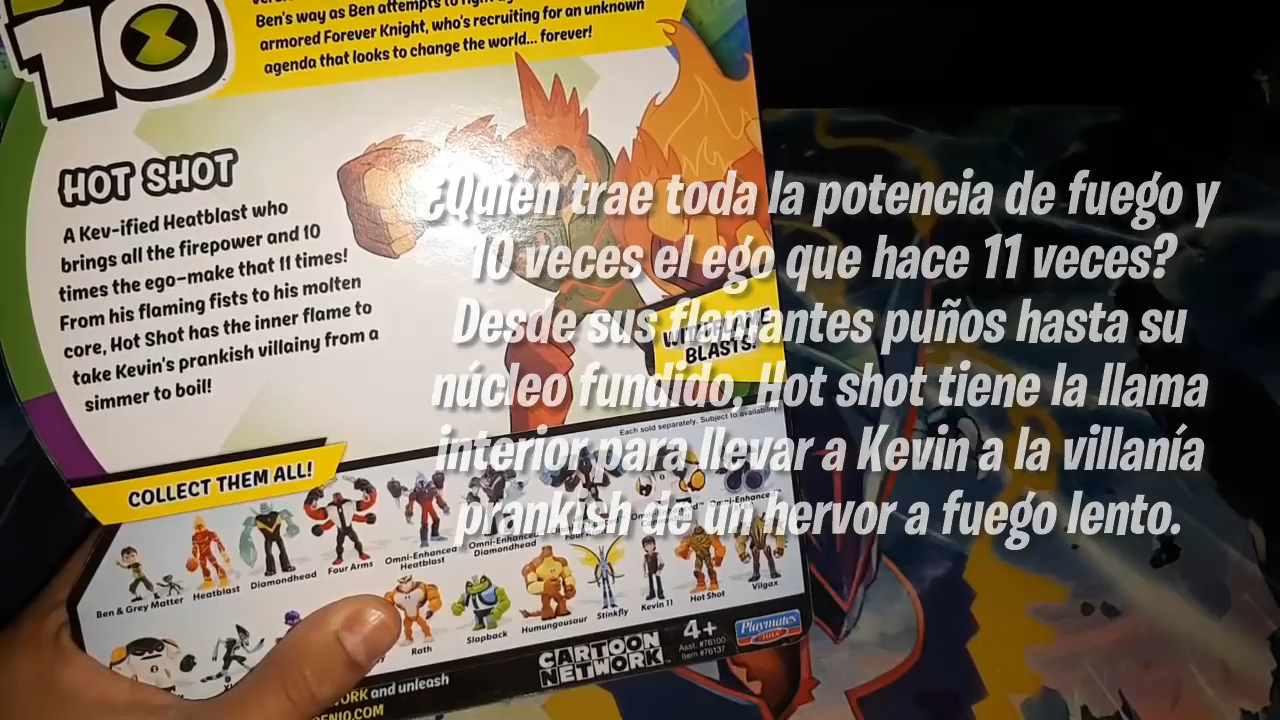 10
Ben's way as Ben attempts to
armored Forever Knight, who's recruiting for an unknown
agenda that looks to change the world... forever!
HOT SHOT
A Kev-ified Heatblast who
brings all the firepower and 10
times the ego-make that 11 times!
From his flaming fists to his molten
core, Hot Shot has the inner flame to
take Kevin's prankish villainy from a
simmer to boil!
BLASTS!
¿Quién trae toda la potencia de fuego y
10 veces el ego que hace 11 veces?
Desde sus flamantes puños hasta su
núcleo fundido, Hot shot tiene la llama
interior para llevar a Kevin a la villanía
prankish de un hervor a fuego lento.
Each sold separately. Subject to availability.
COLLECT THEM ALL!
Ben & Grey Matter
Heatblast
Diamondhead
Four Arms
Omni-Enhanced
Heatblast
Omni-Enhanced
Diamondhead
Omni-Enhanced
Rath
Slapback
Humungousaur
Stinkfly
Kevin 11
Hot Shot
Vilgax
CARTOON
NETWORK
4+
Asst. #76100
Item #76137
Playmates
TOYS
and unleash